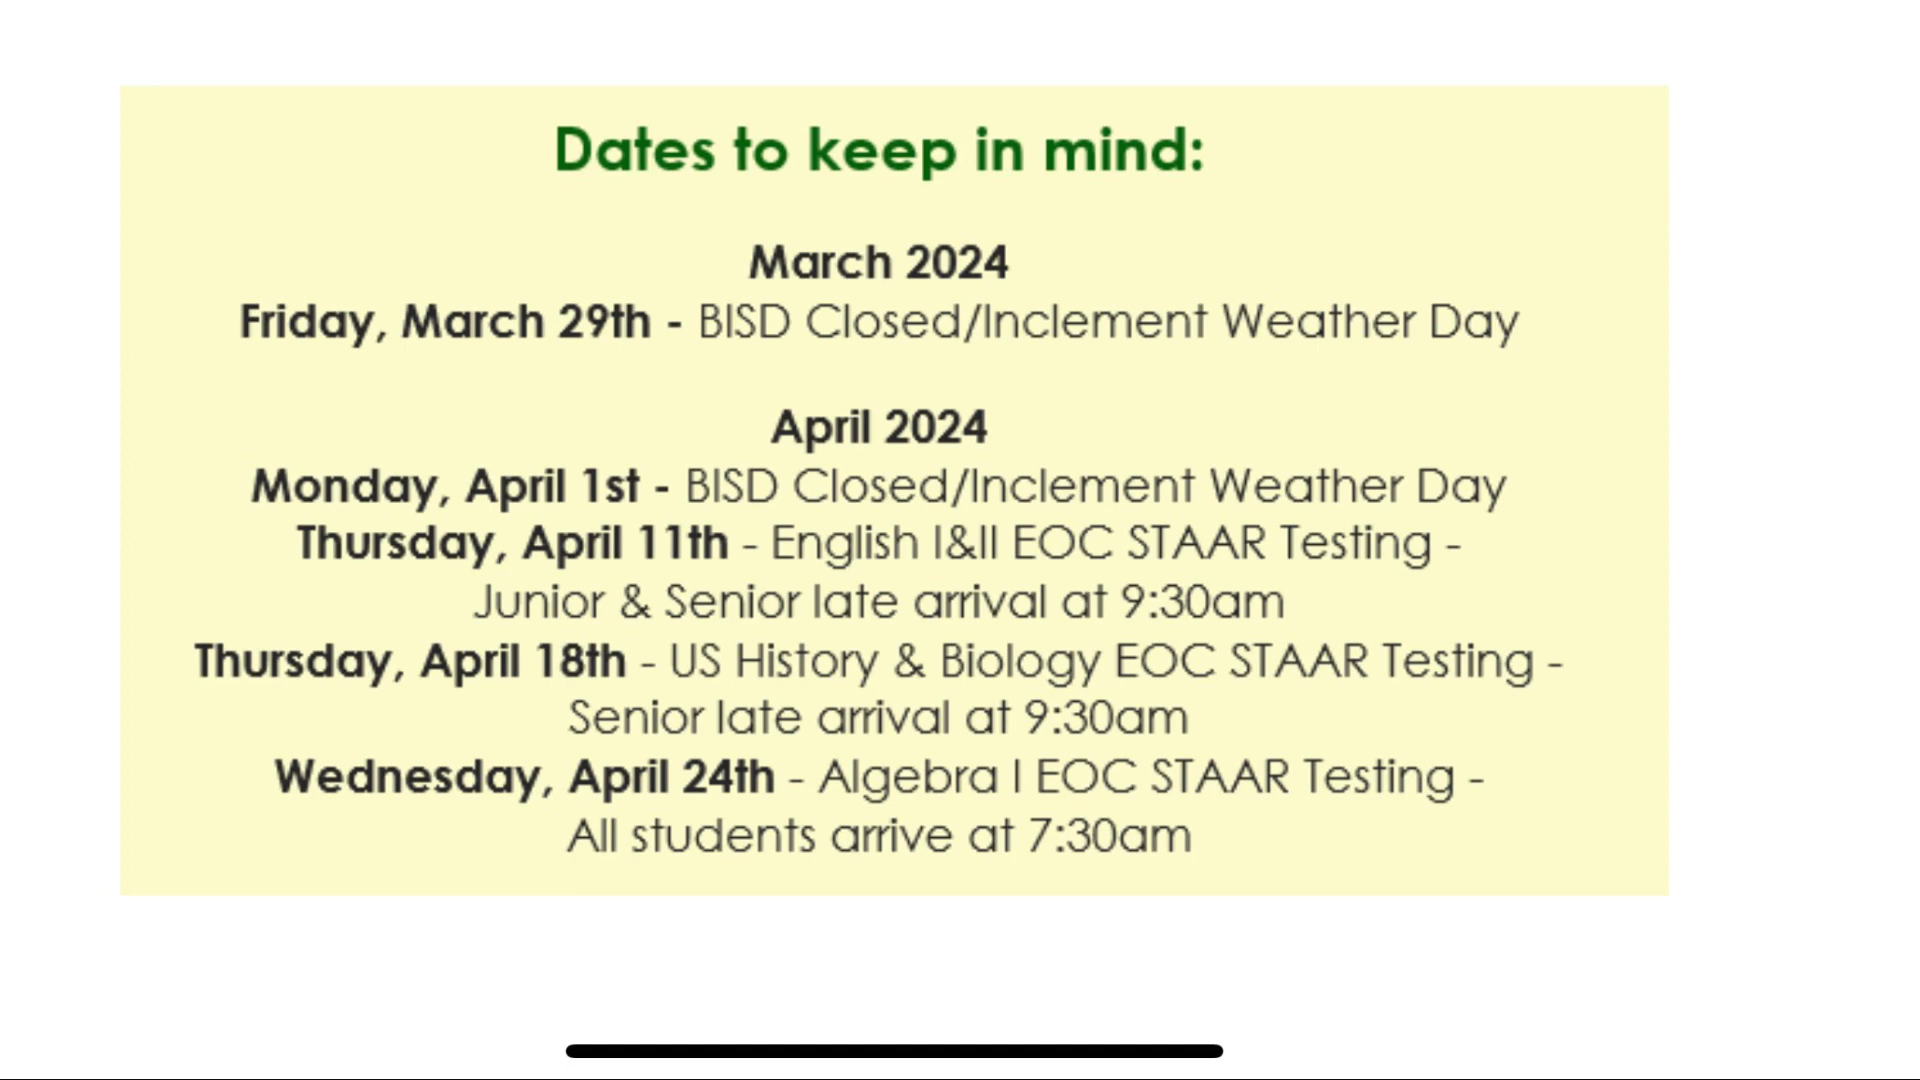 Dates to keep in mind:
March 2024
Friday, March 29th - BISD Closed/Inclement Weather Day
April 2024
Monday, April 1st - BISD Closed/Inclement Weather Day
Thursday, April 11th - English I&II EOC STAAR Testing -
Junior & Senior late arrival at 9:30am
Thursday, April 18th - US History & Biology EOC STAAR Testing -
Senior late arrival at 9:30am
Wednesday, April 24th - Algebra I EOC STAAR Testing -
All students arrive at 7:30am